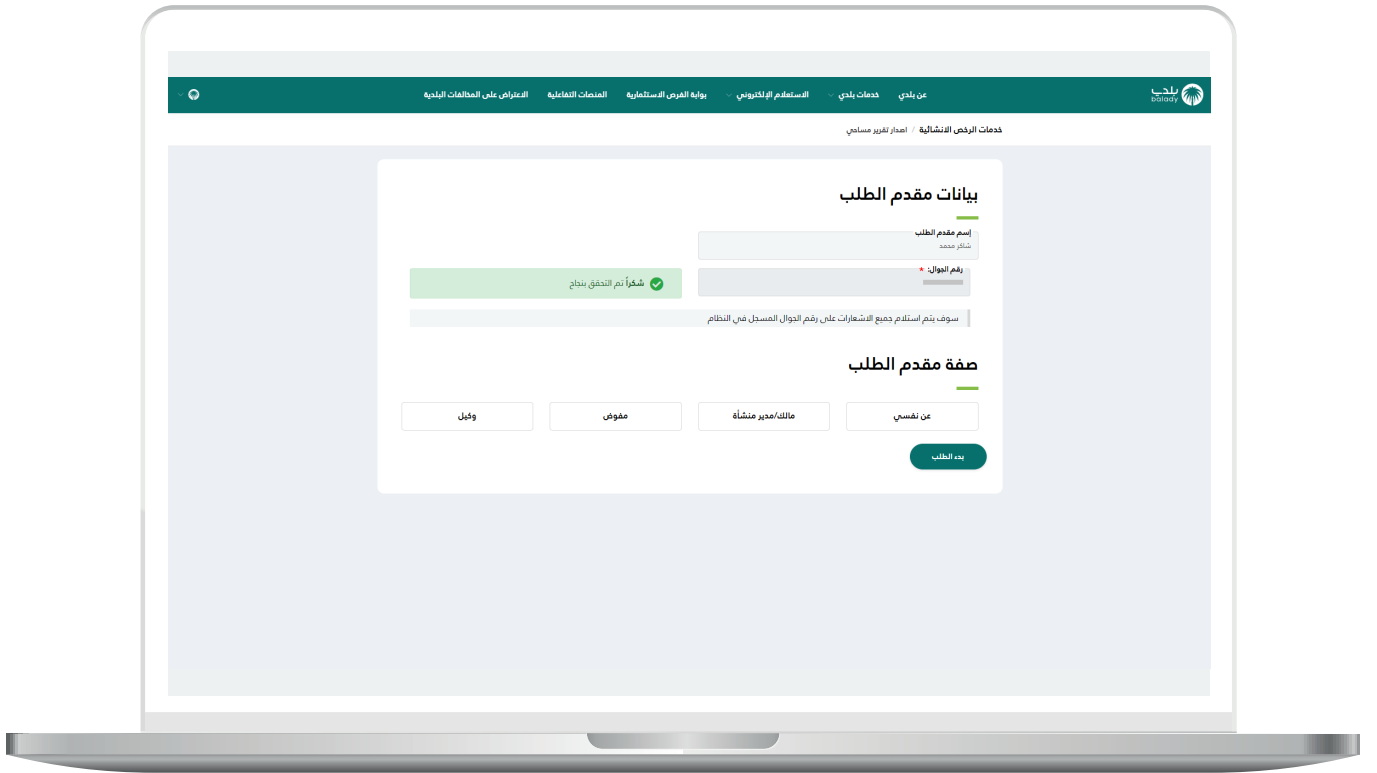 بلدي
balady
عن بلدي
خدمات بلدي
الاستعلام الإلكتروني
بوابة الفرص الاستثمارية
المنصات التفاعلية
الاعتراض على المخالفات البلدية
خدمات الرخص الانشائية / اصدار تقرير مساحي
بيانات مقدم الطلب
إسم مقدم الطلب
شاكر محمد
رقم الجوال: *
شكراً تم التحقق بنجاح
سوف يتم استلام جميع الاشعارات على رقم الجوال المسجل في النظام
صفة مقدم الطلب
عن نفسي
مالك/مدير منشأة
مفوض
وكيل
بدء الطلب